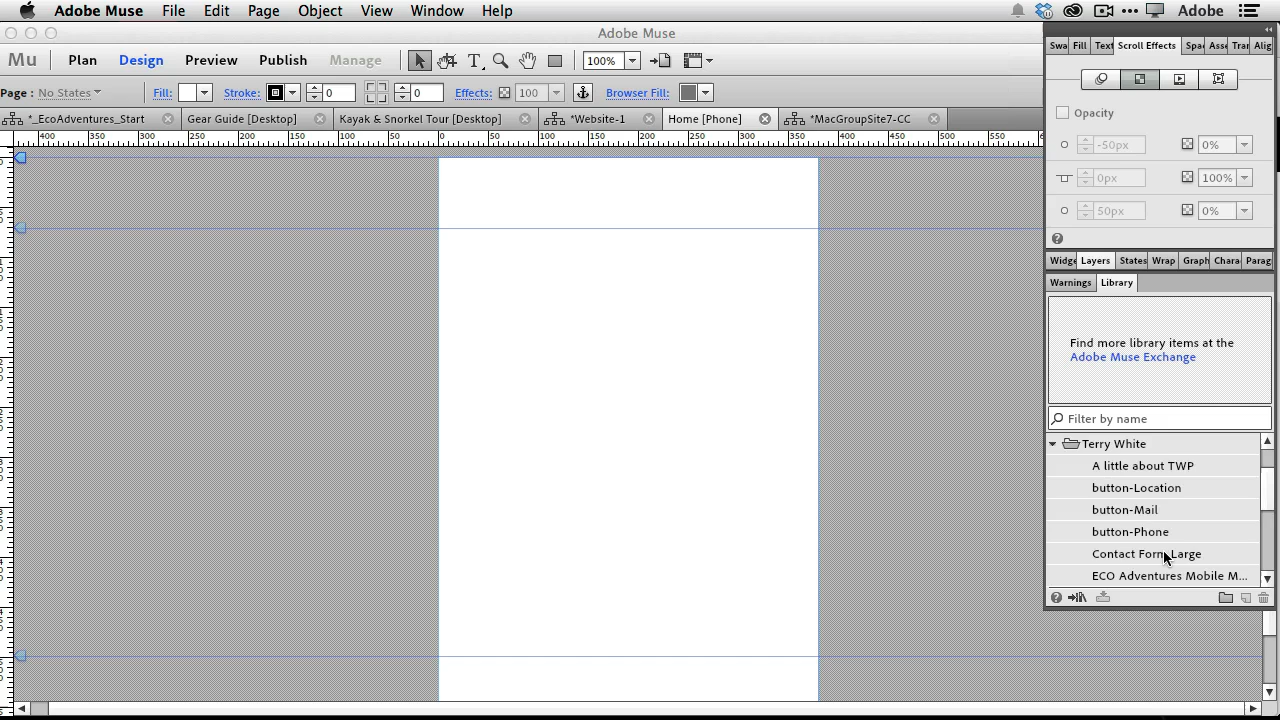 Adobe Muse File Edit Page Object View Window Help Adobe
Adobe Muse
Mu Plan Design Preview Publish Manage T 100%
Page : No States Fill: Stroke: 0 0 Effects: 100 Browser Fill:
*_EcoAdventures_Start Gear Guide [Desktop] Kayak & Snorkel Tour [Desktop] *Website-1 Home [Phone] *MacGroupSite7-CC
400 350 300 250 200 150 100 50 0 50 100 150 200 250 300 350 400 450 500 550
Swa Fill Text Scroll Effects Spa Asse Tra Alig
Opacity
-50px 0%
0px 100%
50px 0%
Widge Layers States Wrap Graph Chara Parag
Warnings Library
Find more library items at the
Adobe Muse Exchange
Filter by name
Terry White
A little about TWP
button-Location
button-Mail
button-Phone
Contact Form Large
ECO Adventures Mobile M...